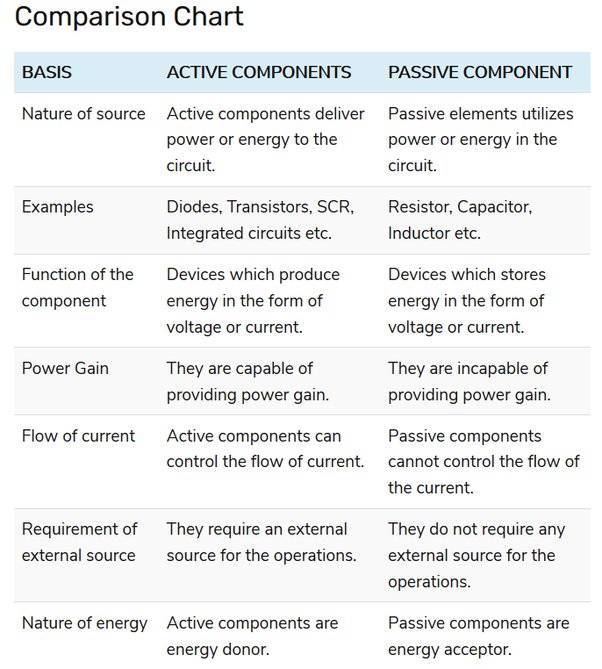 Comparison Chart
BASIS ACTIVE COMPONENTS PASSIVE COMPONENT
Nature of source Active components deliver Passive elements utilizes
power or energy to the power or energy in the
circuit. circuit.
Examples Diodes, Transistors, SCR, Resistor, Capacitor,
Integrated circuits etc. Inductor etc.
Function of the Devices which produce Devices which stores
component energy in the form of energy in the form of
voltage or current. voltage or current.
Power Gain They are capable of They are incapable of
providing power gain. providing power gain.
Flow of current Active components can Passive components
control the flow of current. cannot control the flow of
the current.
Requirement of They require an external They do not require any
external source source for the operations. external source for the
operations.
Nature of energy Active components are Passive components are
energy donor. energy acceptor.